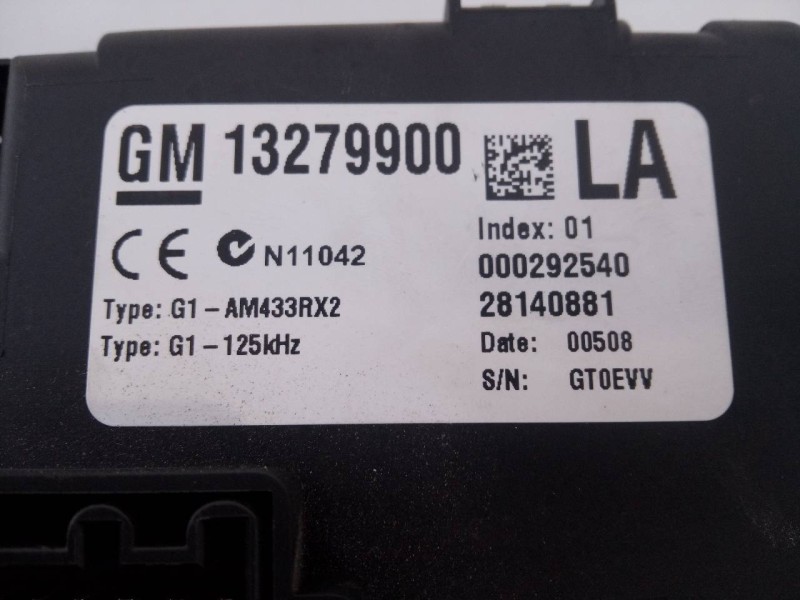 GM 13279900 LA
Index: 01
CE N11042 000292540
Type: G1-AM433RX2 28140881
Type: G1-125kHz Date: 00508
S/N: GT0EVV